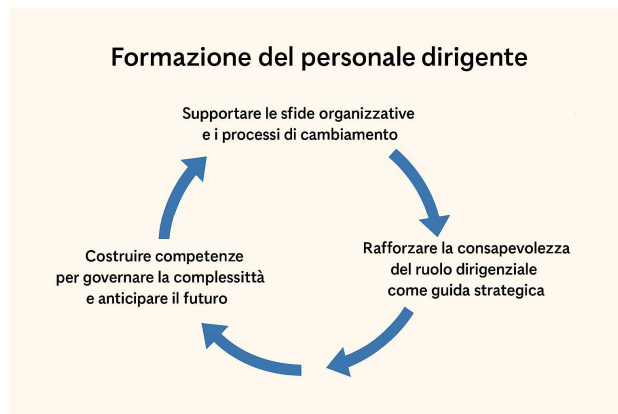 Formazione del personale dirigente
Supportare le sfide organizzative
e i processi di cambiamento
Rafforzare la consapevolezza
del ruolo dirigenziale
come guida strategica
Costruire competenze
per governare la complessittà
e anticipare il futuro